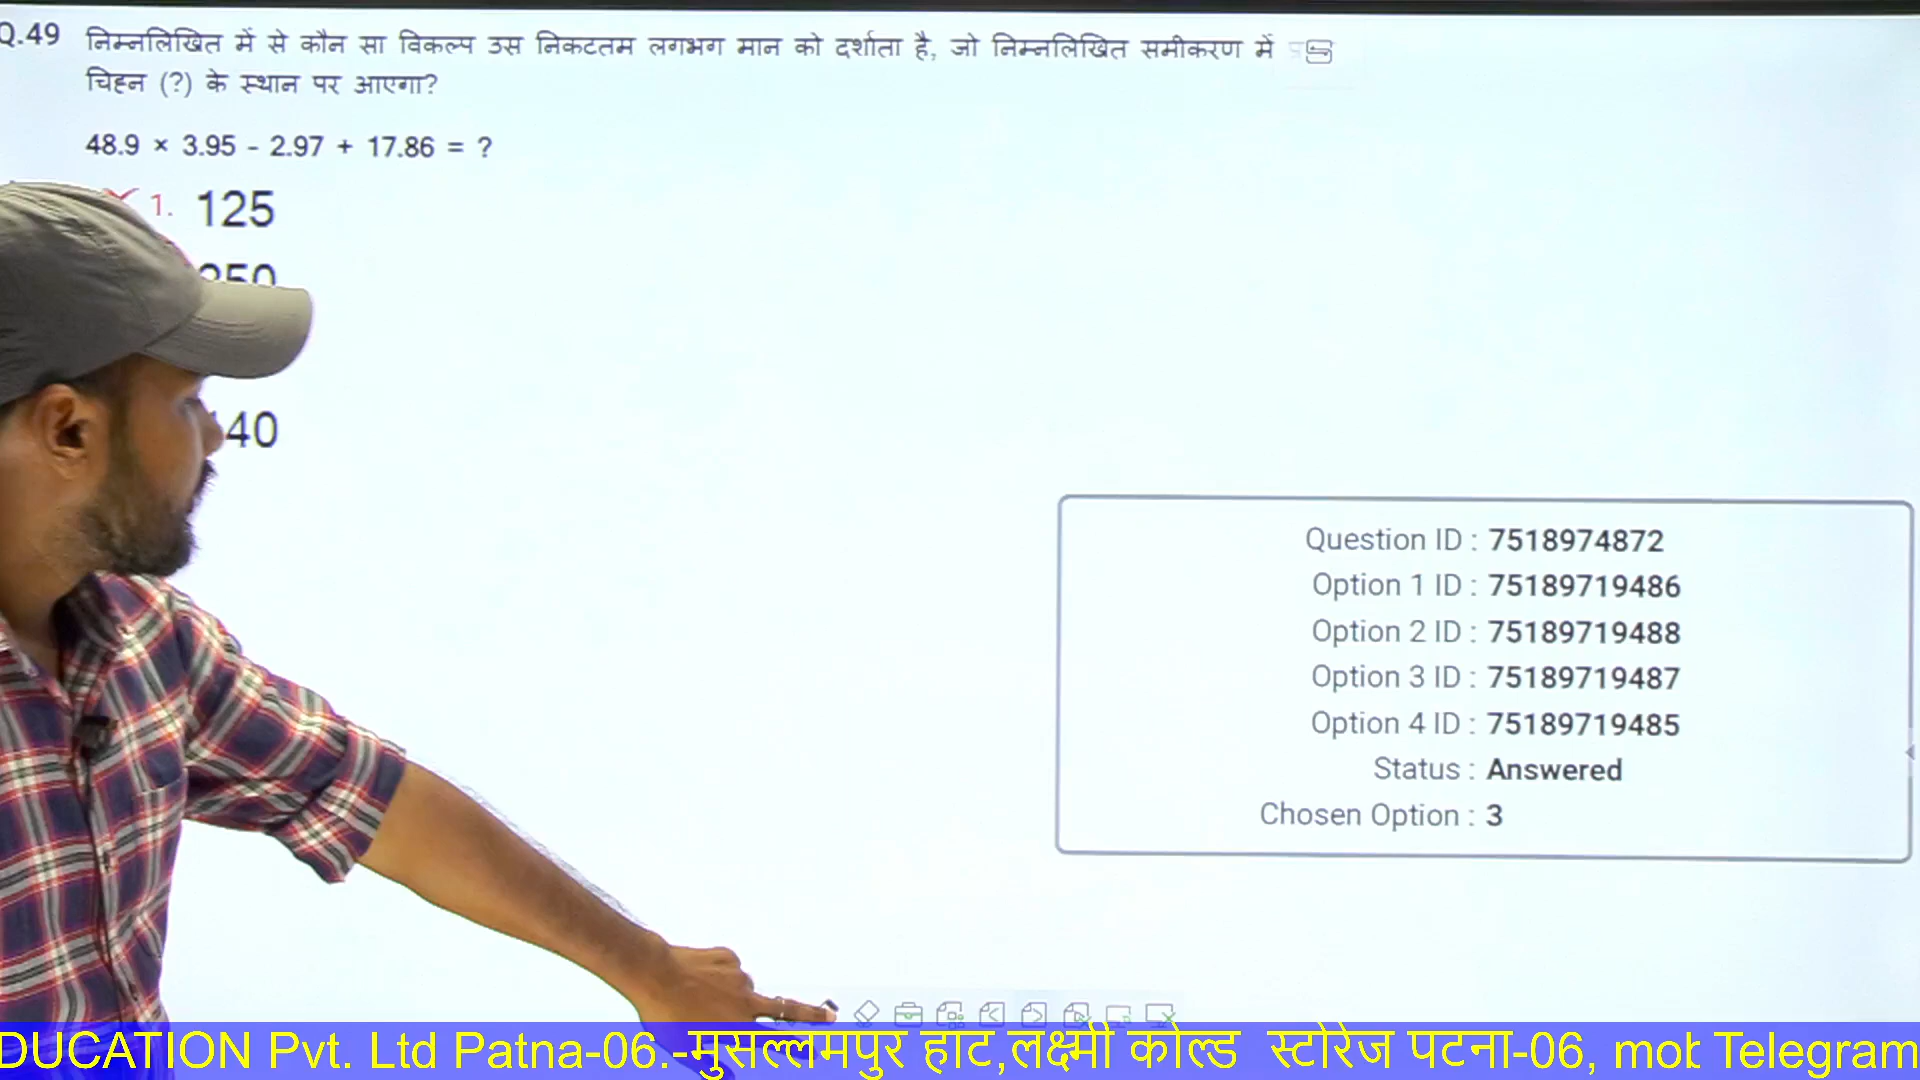 Q.49 निम्नलिखित में से कौन सा विकल्प उस निकटतम लगभग मान को दर्शाता है, जो निम्नलिखित समीकरण में
चिह्न (?) के स्थान पर आएगा?
48.9 × 3.95 - 2.97 + 17.86 = ?
1. 125
250
40
Question ID : 7518974872
Option 1 ID : 75189719486
Option 2 ID : 75189719488
Option 3 ID : 75189719487
Option 4 ID : 75189719485
Status : Answered
Chosen Option : 3
DUCATION Pvt. Ltd Patna-06.-मुसल्लमपुर हाट,लक्ष्मी कोल्ड स्टोरेज पटना-06, mob Telegram